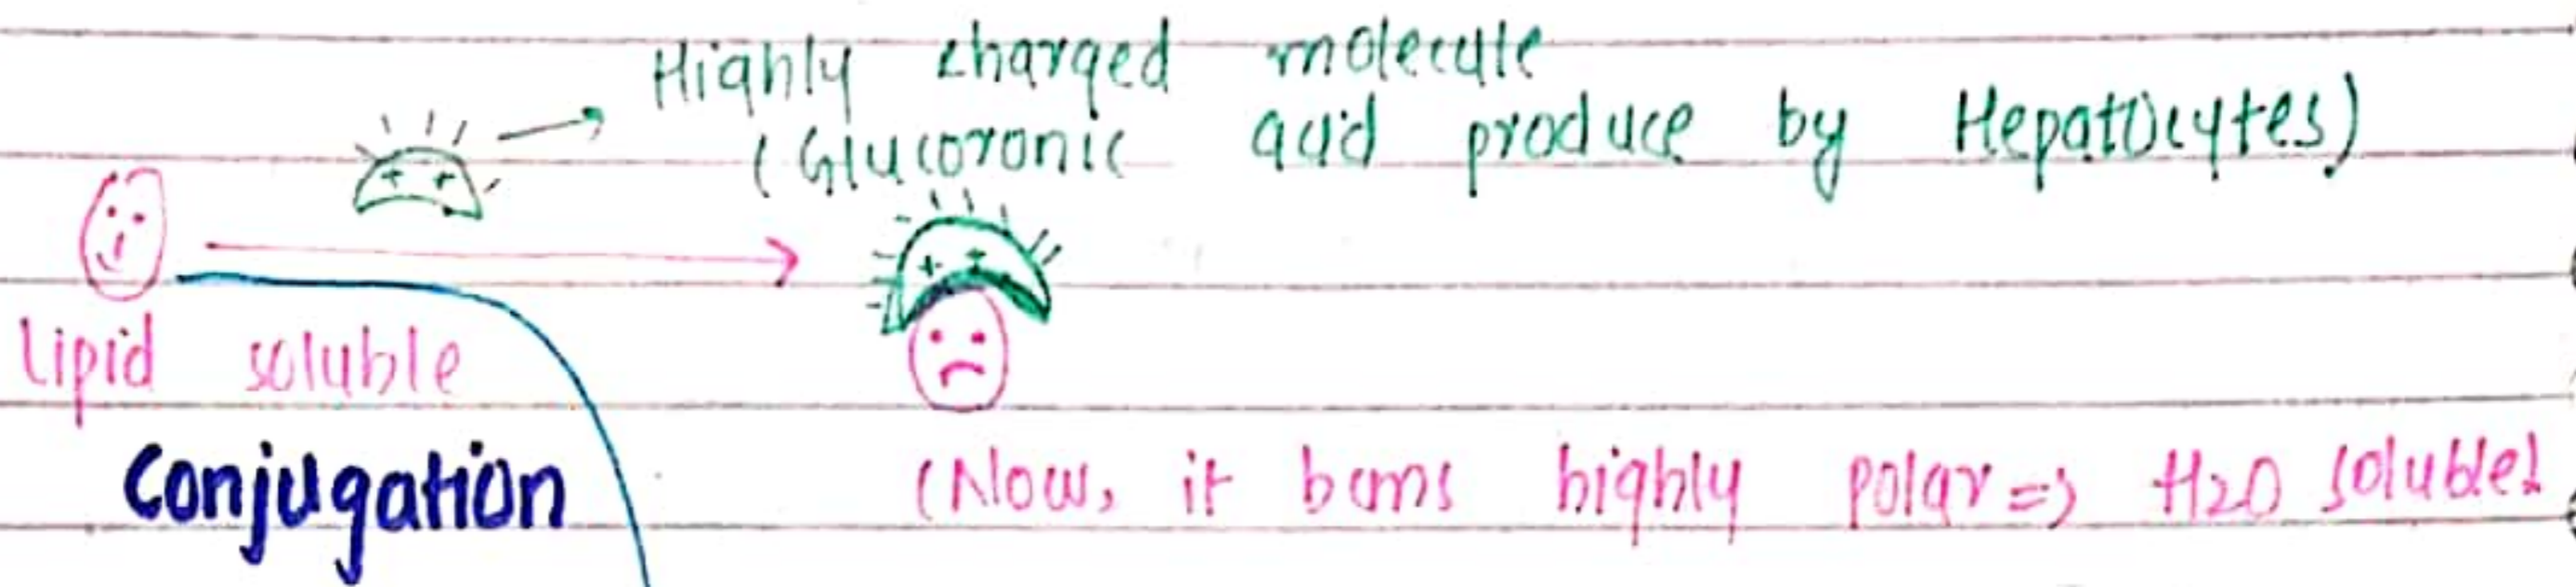 Highly charged molecule
(Glucoronic acid produce by Hepatocytes)
lipid soluble
Conjugation
(Now, it bcms highly polar => H2O soluble)